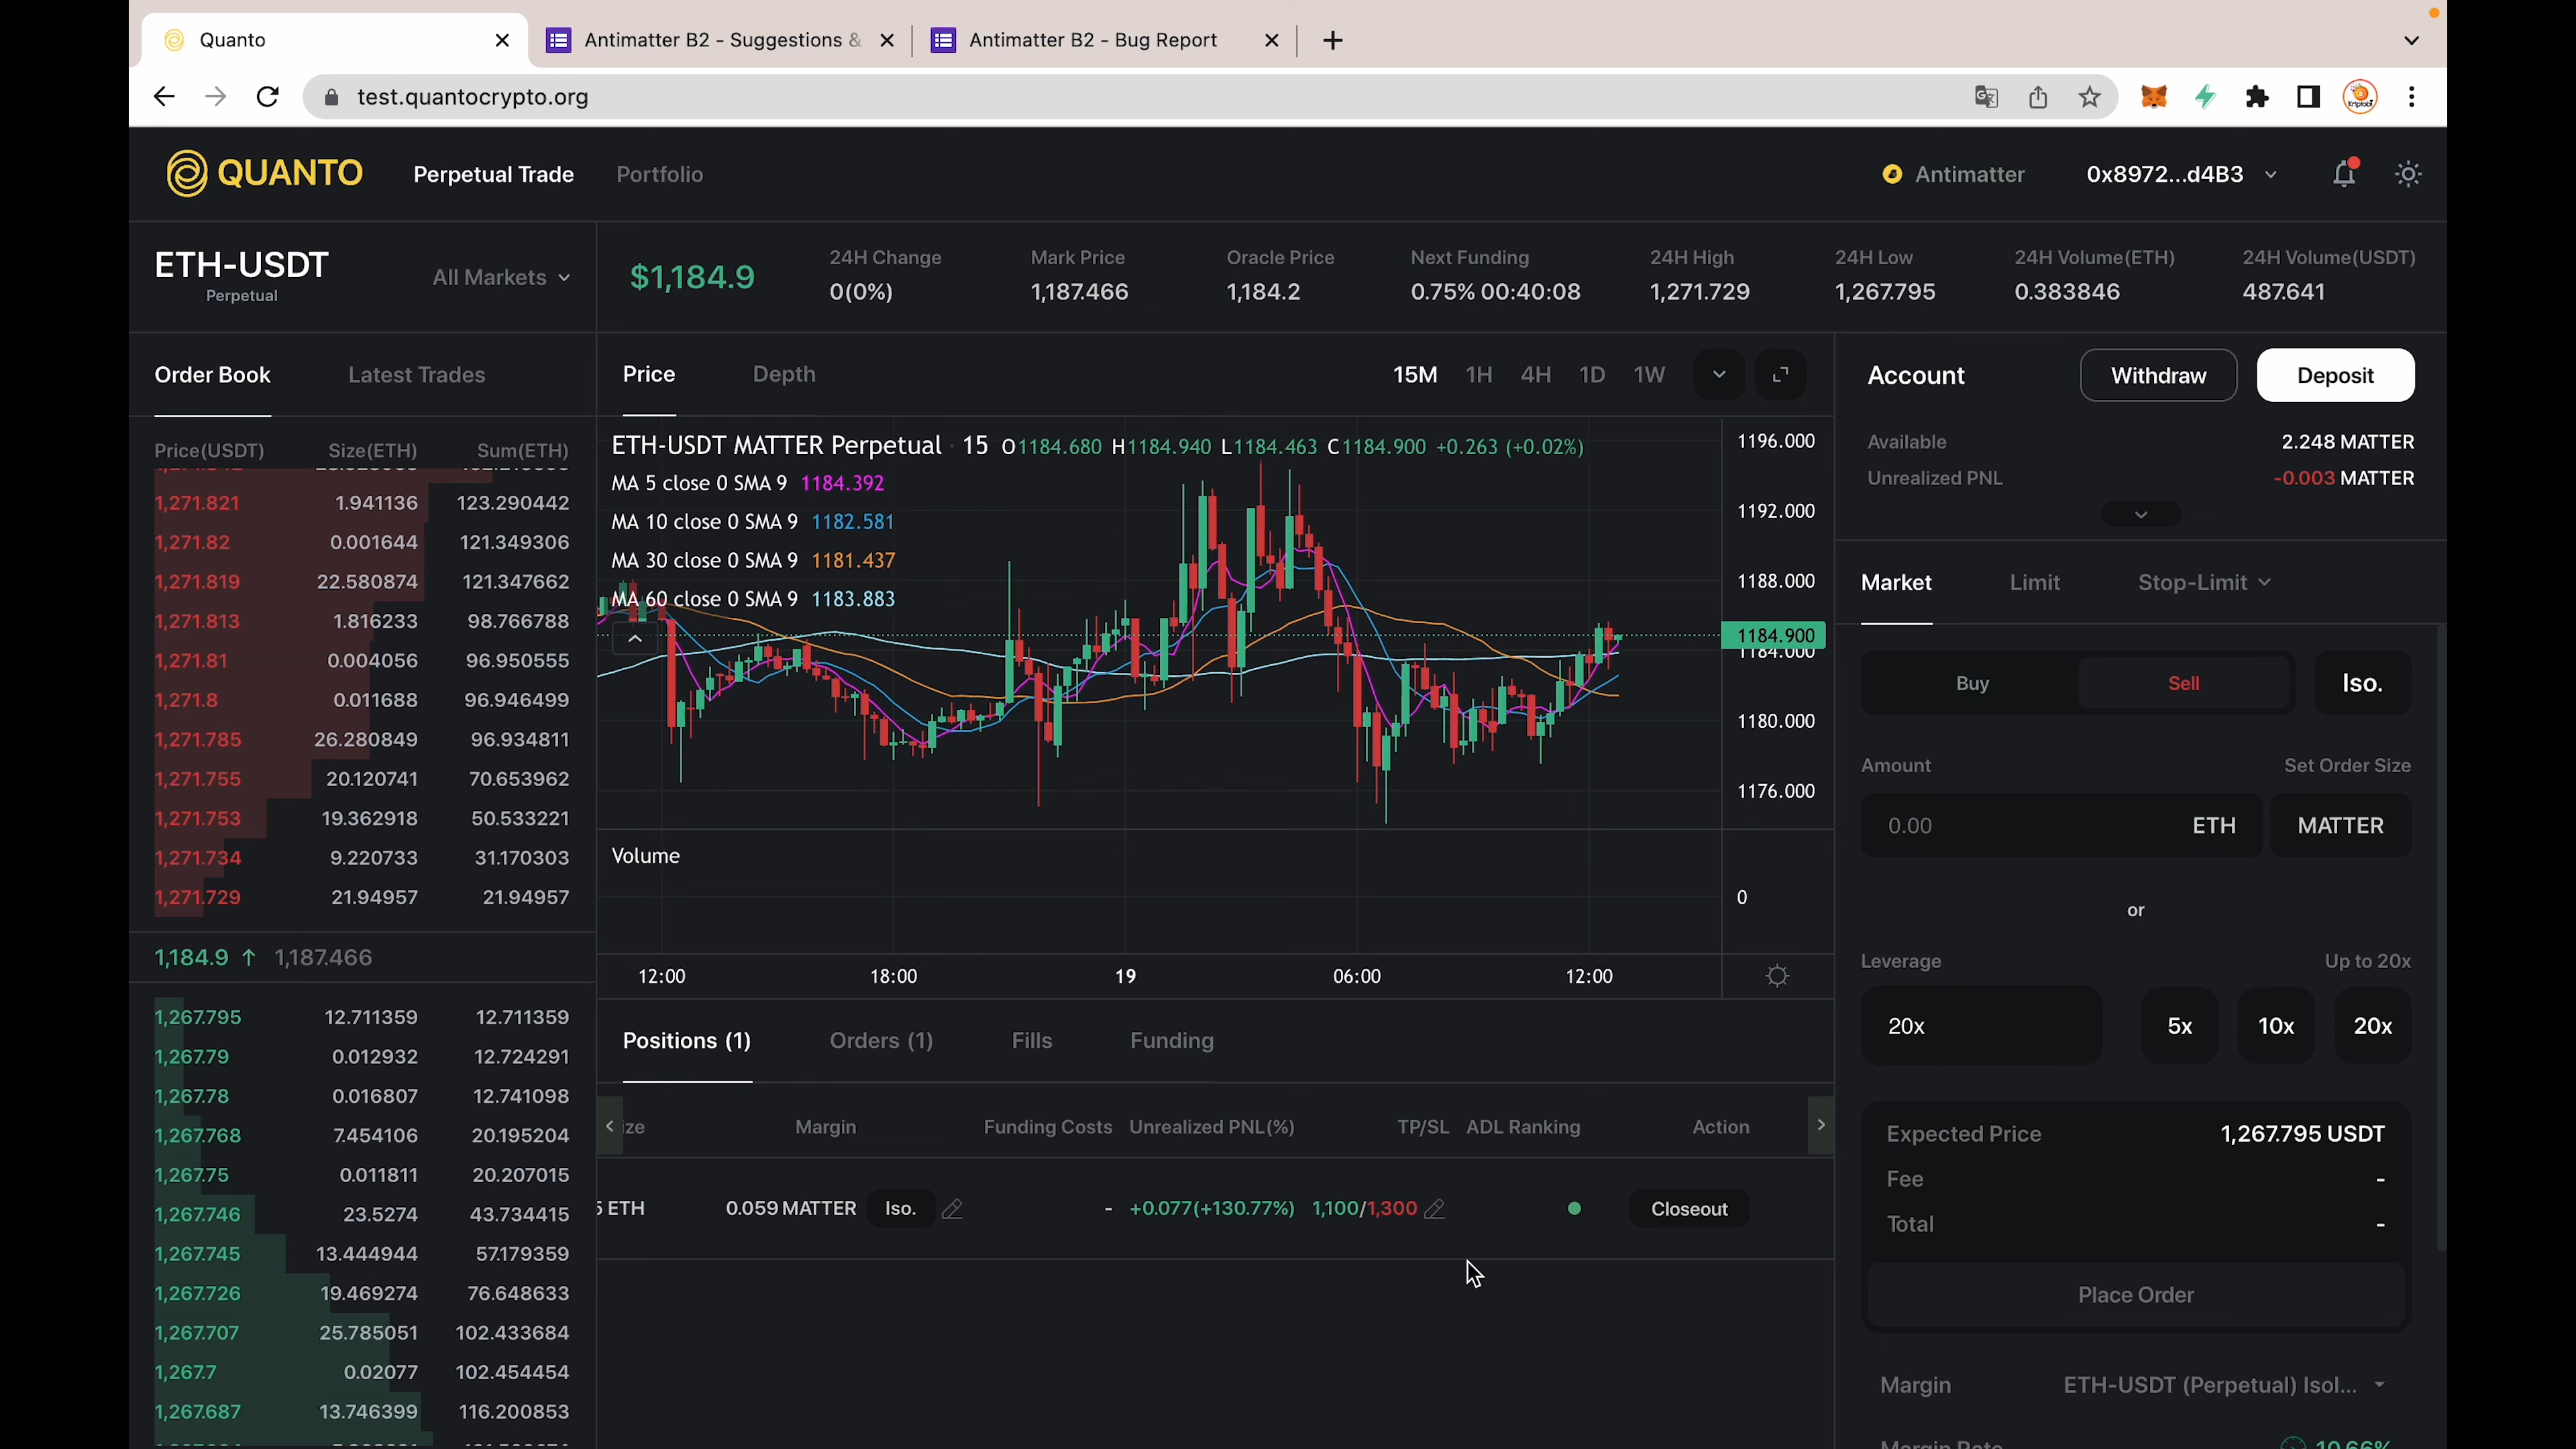 Quanto
Antimatter B2 - Suggestions &
Antimatter B2 - Bug Report
test.quantocrypto.org
QUANTO
Perpetual Trade
Portfolio
Antimatter
0x8972...d4B3
ETH-USDT
Perpetual
All Markets
$1,184.9
24H Change
0(0%)
Mark Price
1,187.466
Oracle Price
1,184.2
Next Funding
0.75% 00:40:08
24H High
1,271.729
24H Low
1,267.795
24H Volume(ETH)
0.383846
24H Volume(USDT)
487.641
Order Book
Latest Trades
Price(USDT) Size(ETH) Sum(ETH)
1,271.821 1.941136 123.290442
1,271.82 0.001644 121.349306
1,271.819 22.580874 121.347662
1,271.813 1.816233 98.766788
1,271.81 0.004056 96.950555
1,271.8 0.011688 96.946499
1,271.785 26.280849 96.934811
1,271.755 20.120741 70.653962
1,271.753 19.362918 50.533221
1,271.734 9.220733 31.170303
1,271.729 21.94957 21.94957
1,184.9 ↑ 1,187.466
1,267.795 12.711359 12.711359
1,267.79 0.012932 12.724291
1,267.78 0.016807 12.741098
1,267.768 7.454106 20.195204
1,267.75 0.011811 20.207015
1,267.746 23.5274 43.734415
1,267.745 13.444944 57.179359
1,267.726 19.469274 76.648633
1,267.707 25.785051 102.433684
1,267.7 0.02077 102.454454
1,267.687 13.746399 116.200853
Price
Depth
15M 1H 4H 1D 1W
ETH-USDT MATTER Perpetual · 15 O1184.680 H1184.940 L1184.463 C1184.900 +0.263 (+0.02%)
MA 5 close 0 SMA 9 1184.392
MA 10 close 0 SMA 9 1182.581
MA 30 close 0 SMA 9 1181.437
MA 60 close 0 SMA 9 1183.883
1196.000
1192.000
1188.000
1184.900
1184.000
1180.000
1176.000
Volume
0
12:00 18:00 19 06:00 12:00
Positions (1)
Orders (1)
Fills
Funding
ize Margin Funding Costs Unrealized PNL(%) TP/SL ADL Ranking Action
5 ETH 0.059 MATTER Iso. - +0.077(+130.77%) 1,100/1,300 Closeout
Account
Withdraw
Deposit
Available 2.248 MATTER
Unrealized PNL -0.003 MATTER
Market
Limit
Stop-Limit
Buy
Sell
Iso.
Amount
Set Order Size
0.00 ETH MATTER
or
Leverage
Up to 20x
20x 5x 10x 20x
Expected Price 1,267.795 USDT
Fee -
Total -
Place Order
Margin ETH-USDT (Perpetual) Isol...
Margin Rate 10.66%